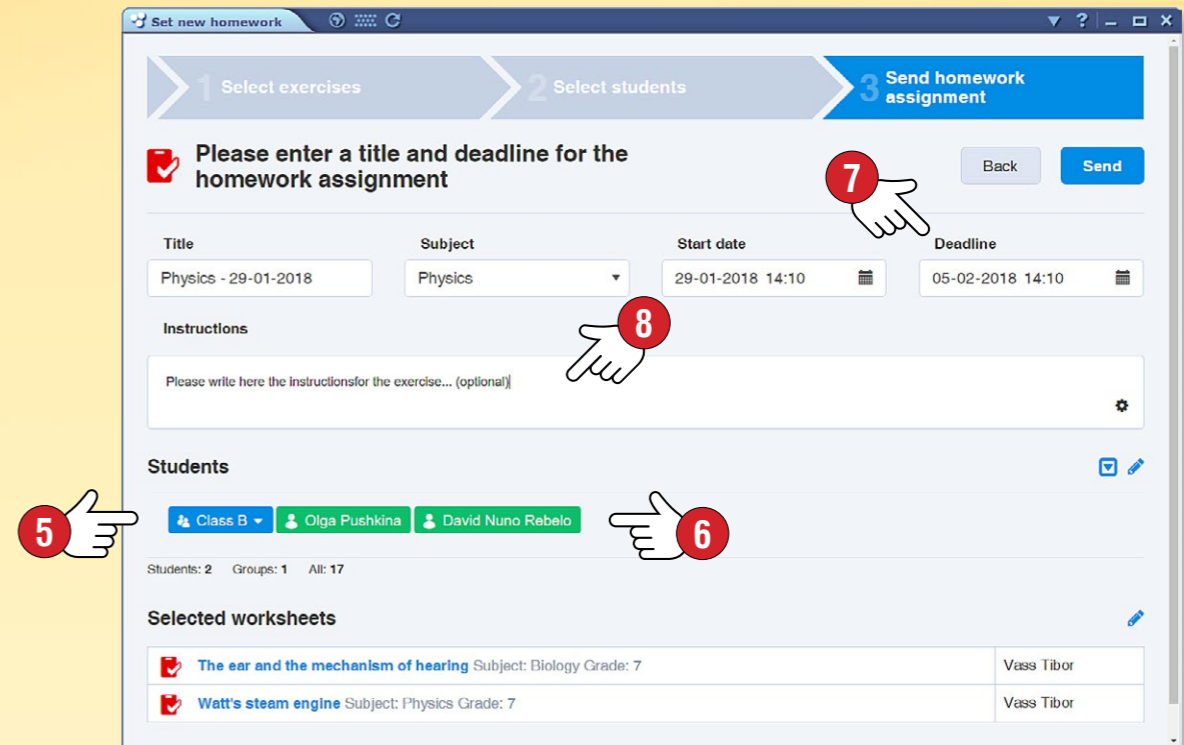 Set new homework
?
1 Select exercises
2 Select students
3 Send homework
assignment
Please enter a title and deadline for the
homework assignment
7
Back
Send
Title
Subject
Start date
Deadline
Physics - 29-01-2018
Physics
29-01-2018 14:10
05-02-2018 14:10
Instructions
8
Please write here the instructionsfor the exercise... (optional)
Students
5
Class B
Olga Pushkina
David Nuno Rebelo
6
Students: 2 Groups: 1 All: 17
Selected worksheets
The ear and the mechanism of hearing Subject: Biology Grade: 7
Vass Tibor
Watt's steam engine Subject: Physics Grade: 7
Vass Tibor